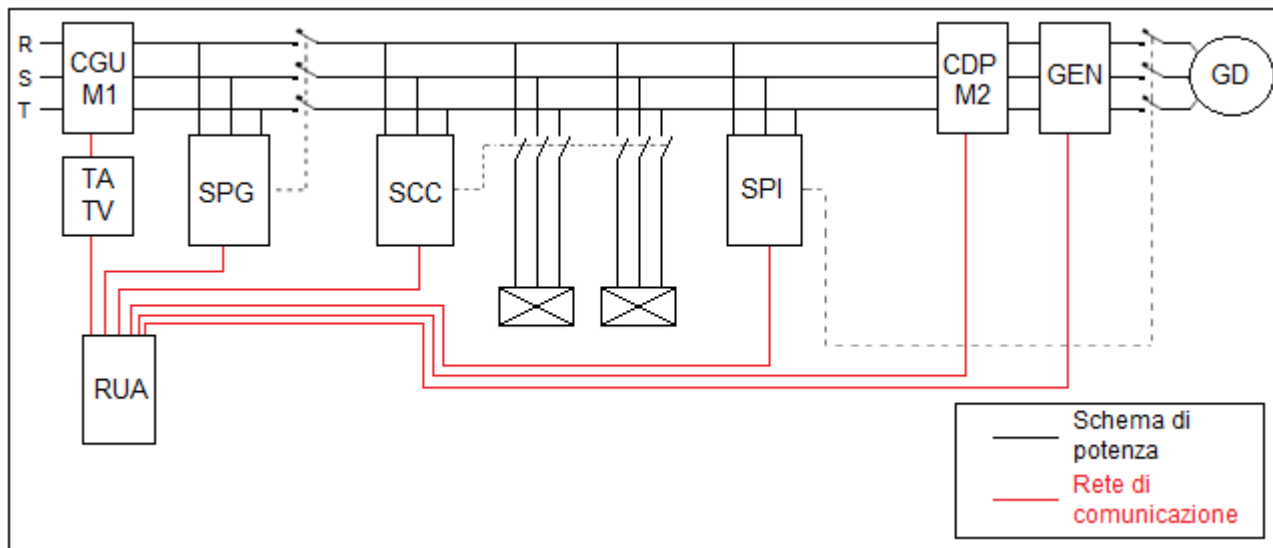 R
S
T
CGU
M1
CDP
M2
GEN
GD
TA
TV
SPG
SCC
SPI
RUA
Schema di
potenza
Rete di
comunicazione